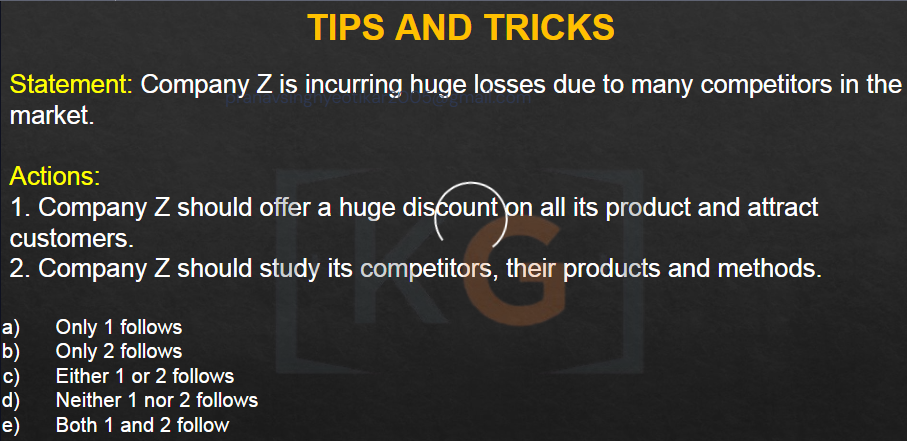 TIPS AND TRICKS
Statement: Company Z is incurring huge losses due to many competitors in the
market.
Actions:
1. Company Z should offer a huge discount on all its product and attract
customers.
2. Company Z should study its competitors, their products and methods.
a) Only 1 follows
b) Only 2 follows
c) Either 1 or 2 follows
d) Neither 1 nor 2 follows
e) Both 1 and 2 follow
[KG]